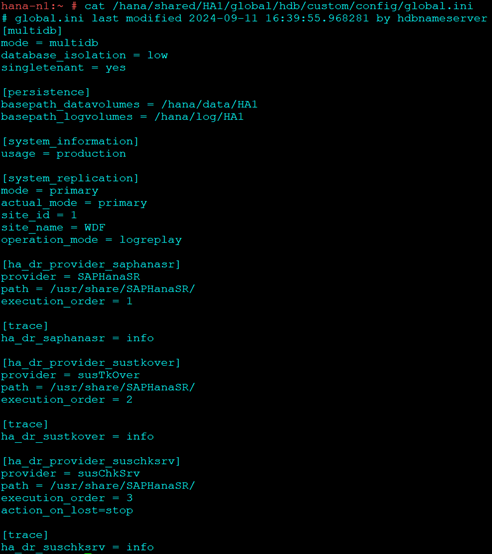 hana-n1:~ # cat /hana/shared/HA1/global/hdb/custom/config/global.ini
# global.ini last modified 2024-09-11 16:39:55.968281 by hdbnameserver
[multidb]
mode = multidb
database_isolation = low
singletenant = yes
[persistence]
basepath_datavolumes = /hana/data/HA1
basepath_logvolumes = /hana/log/HA1
[system_information]
usage = production
[system_replication]
mode = primary
actual_mode = primary
site_id = 1
site_name = WDF
operation_mode = logreplay
[ha_dr_provider_saphanasr]
provider = SAPHanaSR
path = /usr/share/SAPHanaSR/
execution_order = 1
[trace]
ha_dr_saphanasr = info
[ha_dr_provider_sustkover]
provider = susTkOver
path = /usr/share/SAPHanaSR/
execution_order = 2
[trace]
ha_dr_sustkover = info
[ha_dr_provider_suschksrv]
provider = susChkSrv
path = /usr/share/SAPHanaSR/
execution_order = 3
action_on_lost=stop
[trace]
ha_dr_suschksrv = info